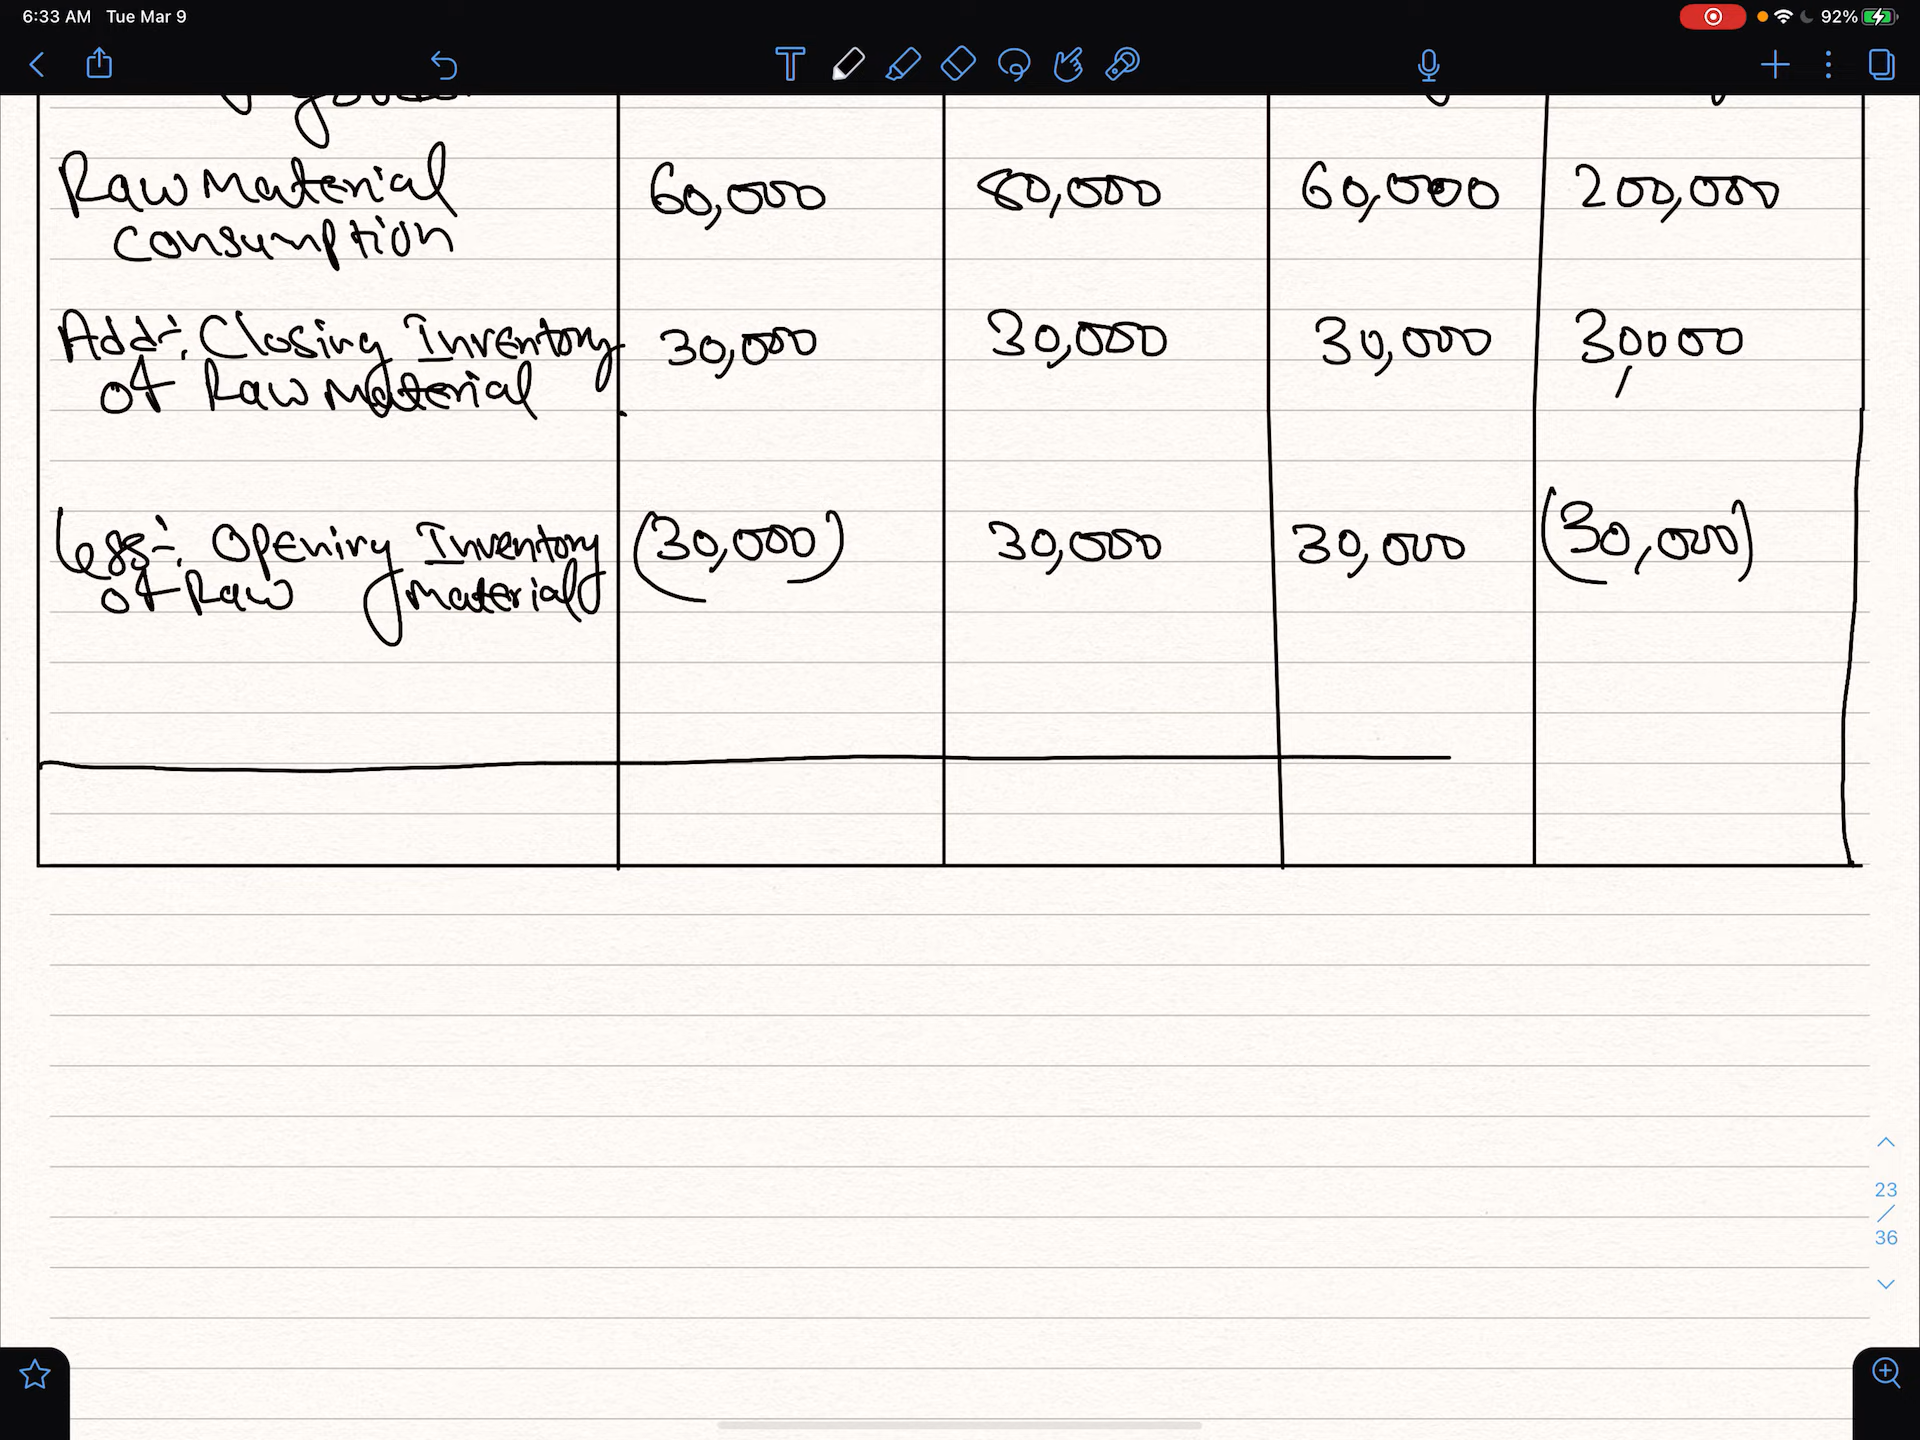 6:33 AM Tue Mar 9
92%
Raw Material 60,000 80,000 60,000 200,000
consumption
Add:- Closing Inventory 30,000 30,000 30,000 30,000
of Raw Material
Less:- Opening Inventory (30,000) 30,000 30,000 (30,000)
of Raw Material
23
/
36